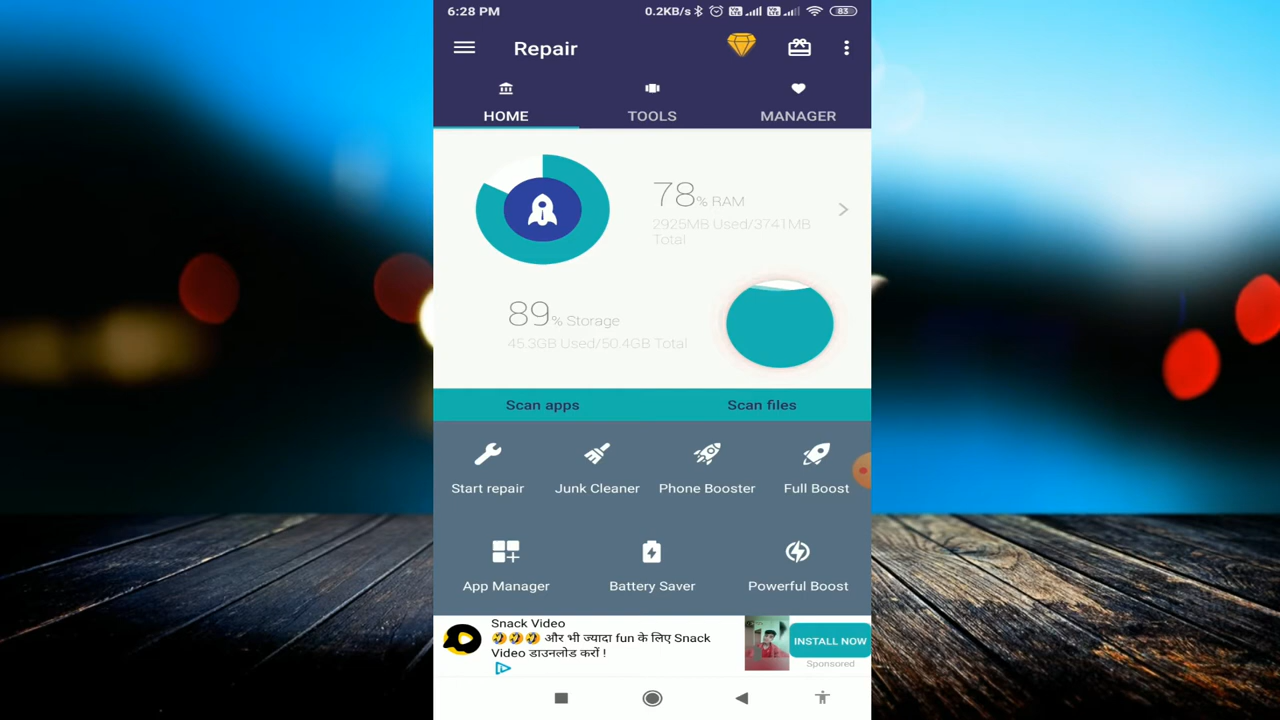 6:28 PM
0.2KB/s
83
Repair
HOME
TOOLS
MANAGER
78% RAM
2925MB Used/3741MB
Total
89% Storage
45.3GB Used/50.4GB Total
Scan apps
Scan files
Start repair
Junk Cleaner
Phone Booster
Full Boost
App Manager
Battery Saver
Powerful Boost
Snack Video
🤣🤣🤣 और भी ज्यादा fun के लिए Snack
Video डाउनलोड करों !
INSTALL NOW
Sponsored